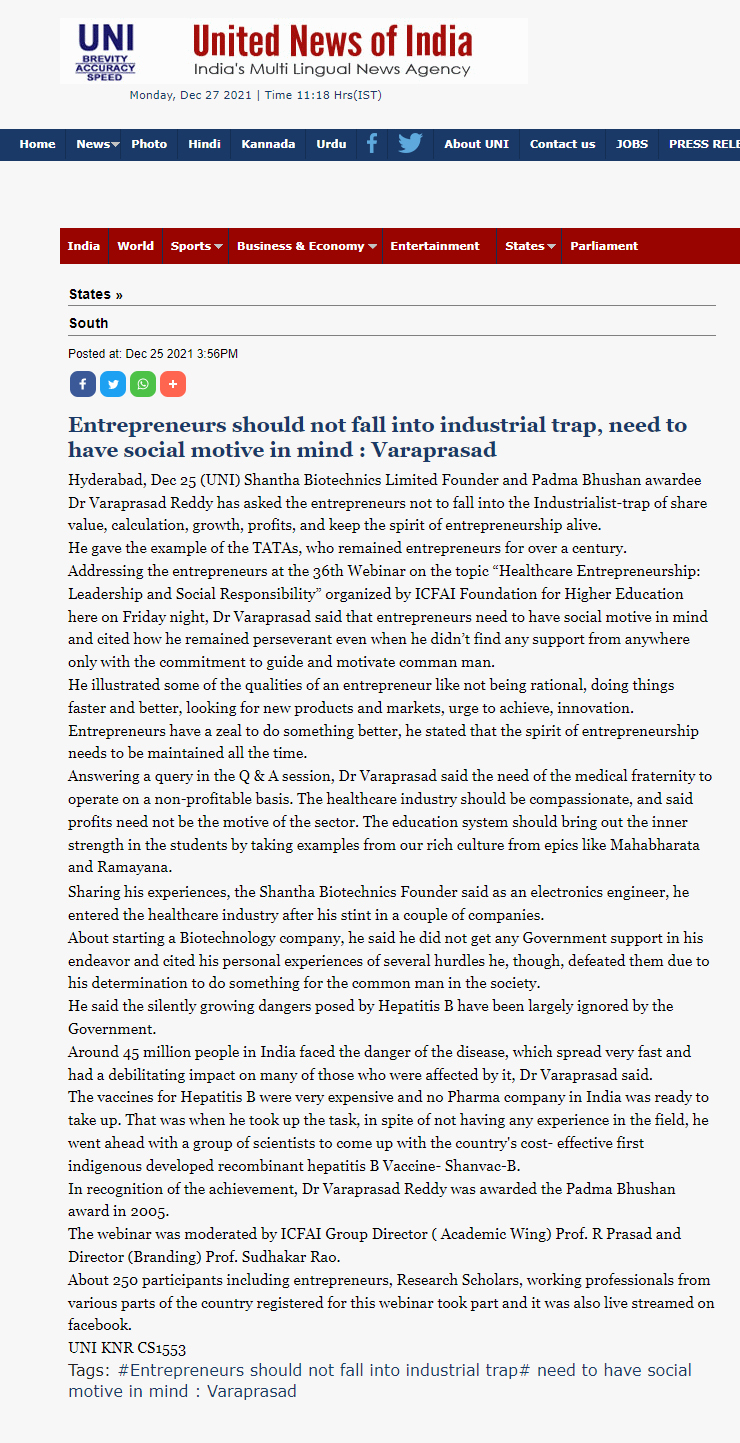 UNI
BREVITY
ACCURACY
SPEED
United News of India
India's Multi Lingual News Agency
Monday, Dec 27 2021 | Time 11:18 Hrs(IST)
Home News Photo Hindi Kannada Urdu About UNI Contact us JOBS PRESS RELE
India World Sports Business & Economy Entertainment States Parliament
States »
South
Posted at: Dec 25 2021 3:56PM
Entrepreneurs should not fall into industrial trap, need to
have social motive in mind : Varaprasad
Hyderabad, Dec 25 (UNI) Shantha Biotechnics Limited Founder and Padma Bhushan awardee
Dr Varaprasad Reddy has asked the entrepreneurs not to fall into the Industrialist-trap of share
value, calculation, growth, profits, and keep the spirit of entrepreneurship alive.
He gave the example of the TATAs, who remained entrepreneurs for over a century.
Addressing the entrepreneurs at the 36th Webinar on the topic “Healthcare Entrepreneurship:
Leadership and Social Responsibility” organized by ICFAI Foundation for Higher Education
here on Friday night, Dr Varaprasad said that entrepreneurs need to have social motive in mind
and cited how he remained perseverant even when he didn’t find any support from anywhere
only with the commitment to guide and motivate comman man.
He illustrated some of the qualities of an entrepreneur like not being rational, doing things
faster and better, looking for new products and markets, urge to achieve, innovation.
Entrepreneurs have a zeal to do something better, he stated that the spirit of entrepreneurship
needs to be maintained all the time.
Answering a query in the Q & A session, Dr Varaprasad said the need of the medical fraternity to
operate on a non-profitable basis. The healthcare industry should be compassionate, and said
profits need not be the motive of the sector. The education system should bring out the inner
strength in the students by taking examples from our rich culture from epics like Mahabharata
and Ramayana.
Sharing his experiences, the Shantha Biotechnics Founder said as an electronics engineer, he
entered the healthcare industry after his stint in a couple of companies.
About starting a Biotechnology company, he said he did not get any Government support in his
endeavor and cited his personal experiences of several hurdles he, though, defeated them due to
his determination to do something for the common man in the society.
He said the silently growing dangers posed by Hepatitis B have been largely ignored by the
Government.
Around 45 million people in India faced the danger of the disease, which spread very fast and
had a debilitating impact on many of those who were affected by it, Dr Varaprasad said.
The vaccines for Hepatitis B were very expensive and no Pharma company in India was ready to
take up. That was when he took up the task, in spite of not having any experience in the field, he
went ahead with a group of scientists to come up with the country's cost- effective first
indigenous developed recombinant hepatitis B Vaccine- Shanvac-B.
In recognition of the achievement, Dr Varaprasad Reddy was awarded the Padma Bhushan
award in 2005.
The webinar was moderated by ICFAI Group Director ( Academic Wing) Prof. R Prasad and
Director (Branding) Prof. Sudhakar Rao.
About 250 participants including entrepreneurs, Research Scholars, working professionals from
various parts of the country registered for this webinar took part and it was also live streamed on
facebook.
UNI KNR CS1553
Tags: #Entrepreneurs should not fall into industrial trap# need to have social
motive in mind : Varaprasad